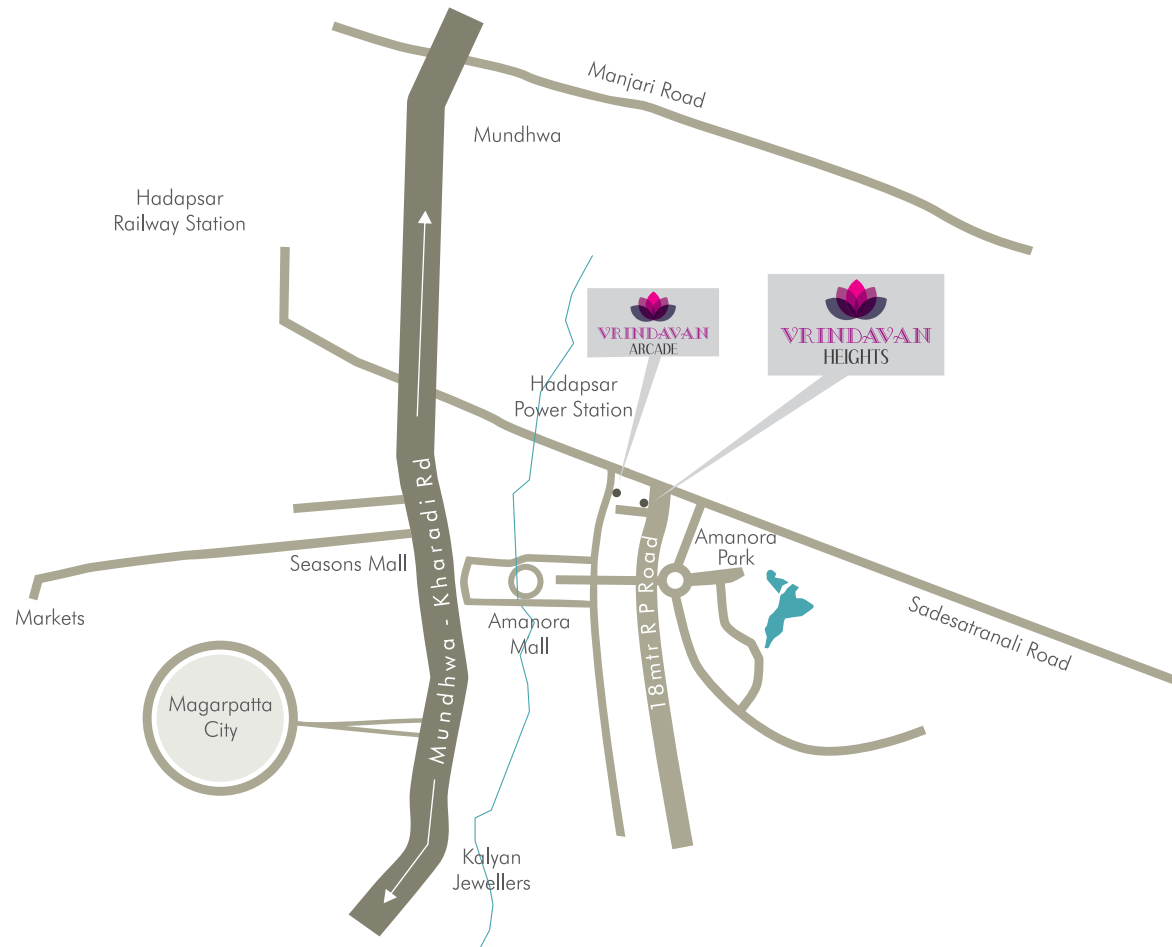 Manjari Road
Mundhwa
Hadapsar
Railway Station
VRINDAVAN
ARCADE
VRINDAVAN
HEIGHTS
Hadapsar
Power Station
Mundhwa - Kharadi Rd
Seasons Mall
Amanora
Park
18mtr R P Road
Markets
Amanora
Mall
Sadesatranali Road
Magarpatta
City
Kalyan
Jewellers